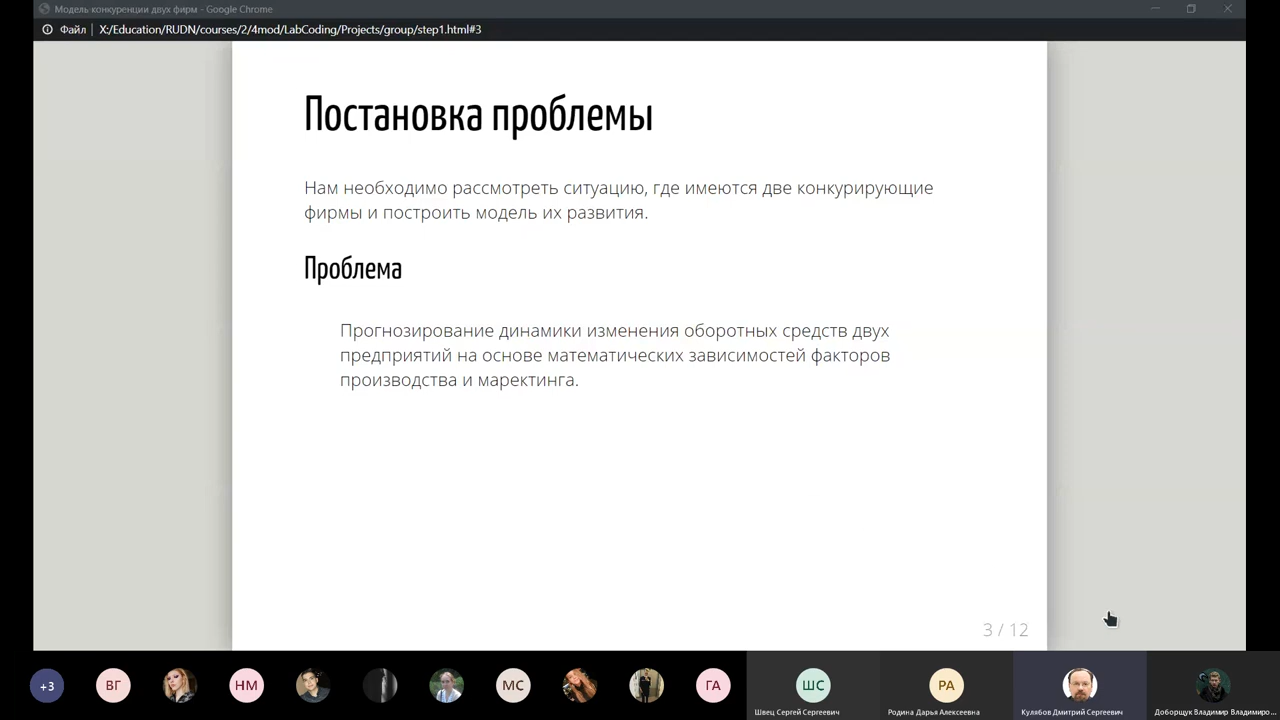 Модель конкуренции двух фирм - Google Chrome
Файл | X:/Education/RUDN/courses/2/4mod/LabCoding/Projects/group/step1.html#3
Постановка проблемы
Нам необходимо рассмотреть ситуацию, где имеются две конкурирующие
фирмы и построить модель их развития.
Проблема
Прогнозирование динамики изменения оборотных средств двух
предприятий на основе математических зависимостей факторов
производства и маректинга.
3 / 12
+3 ВГ НМ МС ГА ШС РА
Швец Сергей Сергеевич Родина Дарья Алексеевна Кулябов Дмитрий Сергеевич Доборщук Владимир Владимиро...